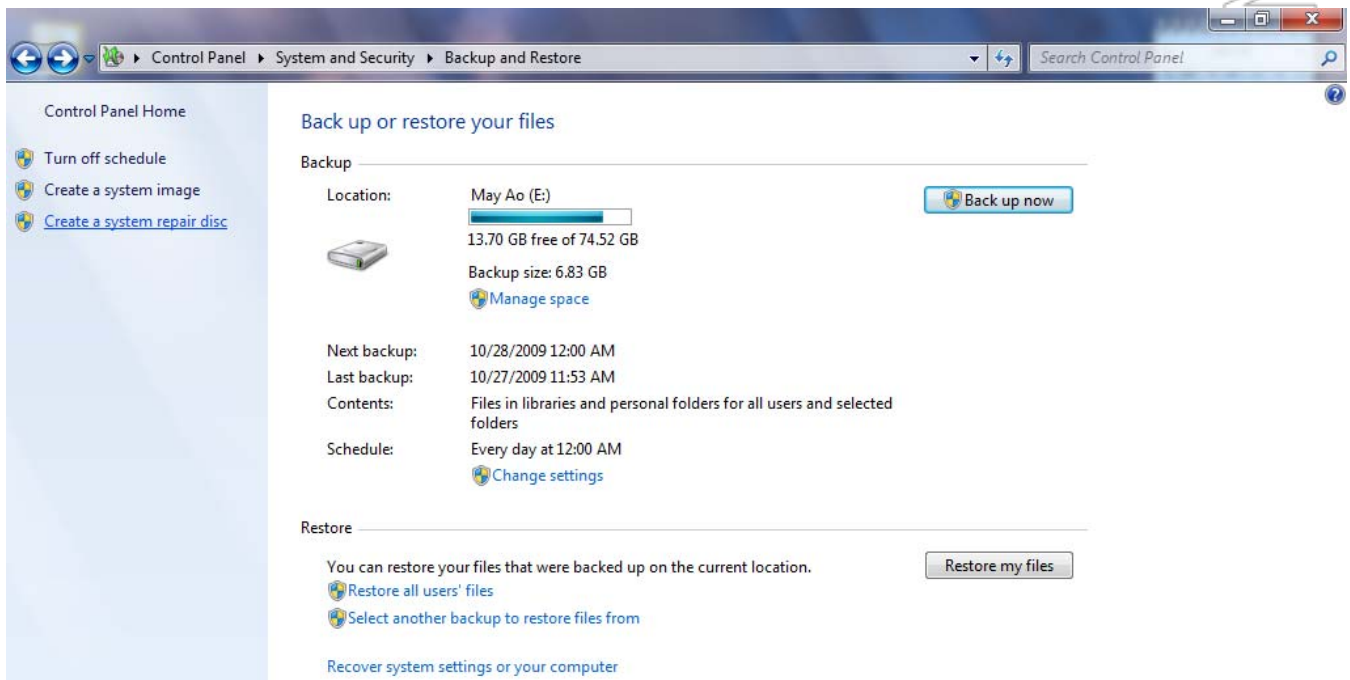 Control Panel ▸ System and Security ▸ Backup and Restore
Search Control Panel
Control Panel Home
Turn off schedule
Create a system image
Create a system repair disc
Back up or restore your files
Backup
Location: May Ao (E:)
Back up now
13.70 GB free of 74.52 GB
Backup size: 6.83 GB
Manage space
Next backup: 10/28/2009 12:00 AM
Last backup: 10/27/2009 11:53 AM
Contents: Files in libraries and personal folders for all users and selected
folders
Schedule: Every day at 12:00 AM
Change settings
Restore
You can restore your files that were backed up on the current location.
Restore my files
Restore all users' files
Select another backup to restore files from
Recover system settings or your computer